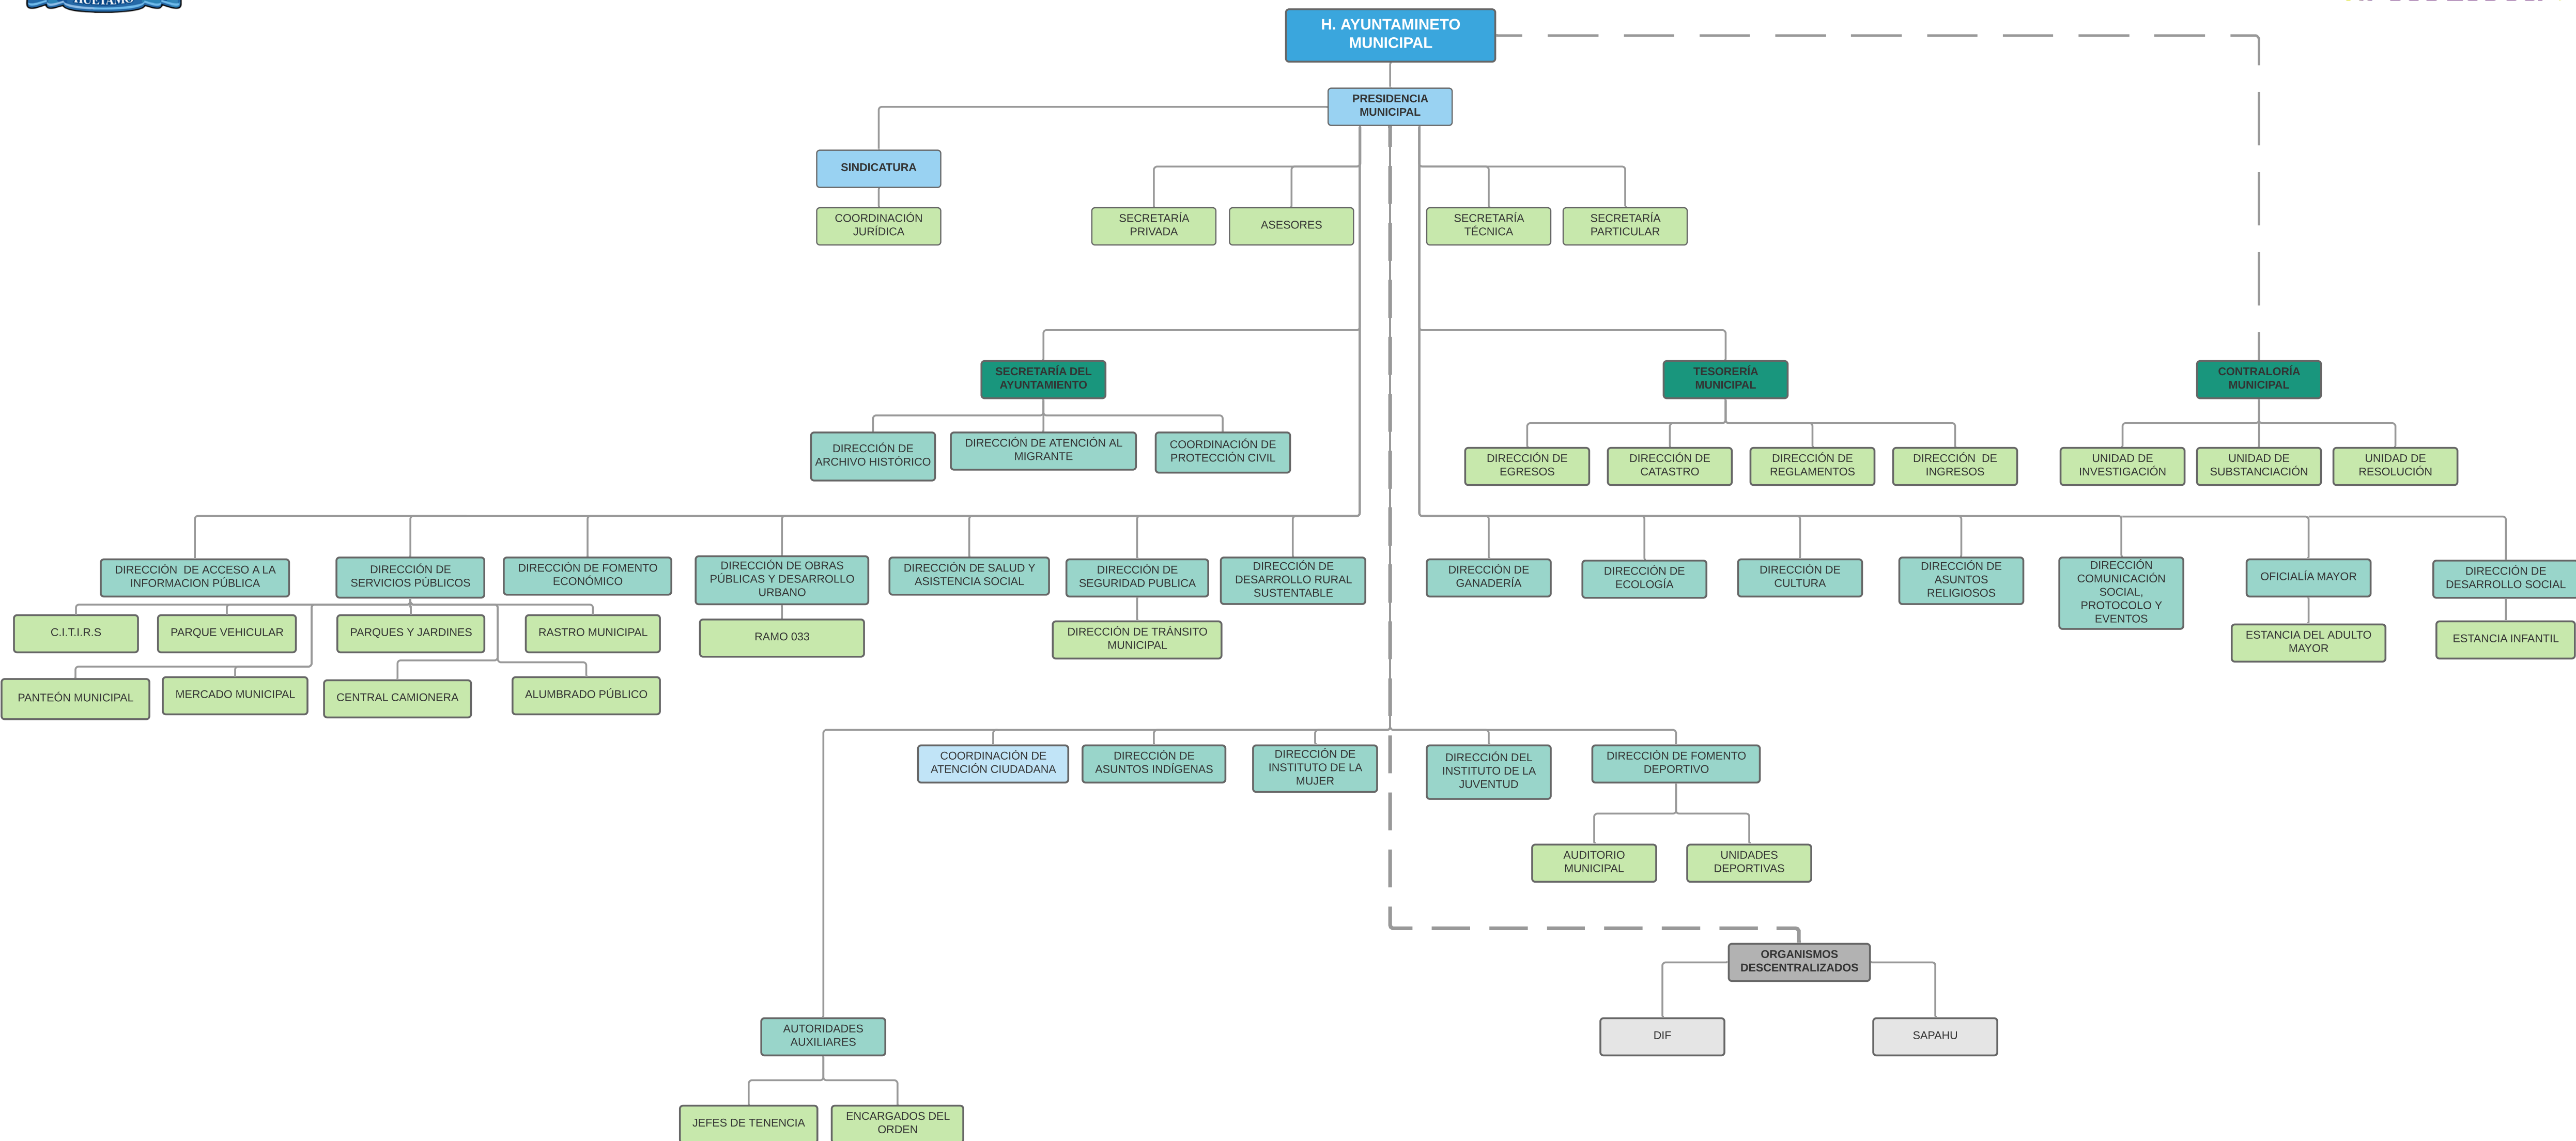 HUETAMO
H. AYUNTAMINETO
MUNICIPAL
PRESIDENCIA
MUNICIPAL
SINDICATURA
COORDINACIÓN
JURÍDICA
SECRETARÍA
PRIVADA
ASESORES
SECRETARÍA
TÉCNICA
SECRETARÍA
PARTICULAR
SECRETARÍA DEL
AYUNTAMIENTO
TESORERÍA
MUNICIPAL
CONTRALORÍA
MUNICIPAL
DIRECCIÓN DE
ARCHIVO HISTÓRICO
DIRECCIÓN DE ATENCIÓN AL
MIGRANTE
COORDINACIÓN DE
PROTECCIÓN CIVIL
DIRECCIÓN DE
EGRESOS
DIRECCIÓN DE
CATASTRO
DIRECCIÓN DE
REGLAMENTOS
DIRECCIÓN  DE
INGRESOS
UNIDAD DE
INVESTIGACIÓN
UNIDAD DE
SUBSTANCIACIÓN
UNIDAD DE
RESOLUCIÓN
DIRECCIÓN  DE ACCESO A LA
INFORMACION PÚBLICA
DIRECCIÓN DE
SERVICIOS PÚBLICOS
DIRECCIÓN DE FOMENTO
ECONÓMICO
DIRECCIÓN DE OBRAS
PÚBLICAS Y DESARROLLO
URBANO
DIRECCIÓN DE SALUD Y
ASISTENCIA SOCIAL
DIRECCIÓN DE
SEGURIDAD PUBLICA
DIRECCIÓN DE
DESARROLLO RURAL
SUSTENTABLE
DIRECCIÓN DE
GANADERÍA
DIRECCIÓN DE
ECOLOGÍA
DIRECCIÓN DE
CULTURA
DIRECCIÓN DE
ASUNTOS
RELIGIOSOS
DIRECCIÓN
COMUNICACIÓN
SOCIAL,
PROTOCOLO Y
EVENTOS
OFICIALÍA MAYOR
DIRECCIÓN DE
DESARROLLO SOCIAL
C.I.T.I.R.S
PARQUE VEHICULAR
PARQUES Y JARDINES
RASTRO MUNICIPAL
RAMO 033
DIRECCIÓN DE TRÁNSITO
MUNICIPAL
ESTANCIA DEL ADULTO
MAYOR
ESTANCIA INFANTIL
PANTEÓN MUNICIPAL
MERCADO MUNICIPAL
CENTRAL CAMIONERA
ALUMBRADO PÚBLICO
COORDINACIÓN DE
ATENCIÓN CIUDADANA
DIRECCIÓN DE
ASUNTOS INDÍGENAS
DIRECCIÓN DE
INSTITUTO DE LA
MUJER
DIRECCIÓN DEL
INSTITUTO DE LA
JUVENTUD
DIRECCIÓN DE FOMENTO
DEPORTIVO
AUDITORIO
MUNICIPAL
UNIDADES
DEPORTIVAS
ORGANISMOS
DESCENTRALIZADOS
DIF
SAPAHU
AUTORIDADES
AUXILIARES
JEFES DE TENENCIA
ENCARGADOS DEL
ORDEN